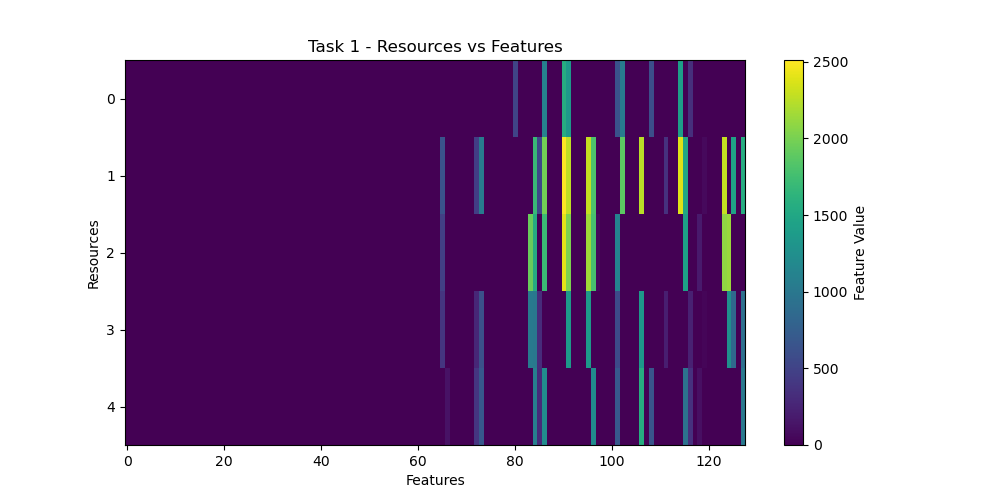 Task 1 - Resources vs Features
Resources
0
1
2
3
4
0 20 40 60 80 100 120
Features
2500
2000
1500
1000
500
0
Feature Value